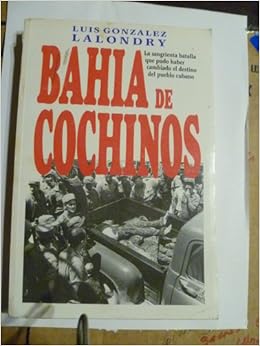 LUIS GONZALEZ
LALONDRY
La sangrienta batalla
que pudo haber
cambiado el destino
del pueblo cubano
BAHIA DE
COCHINOS